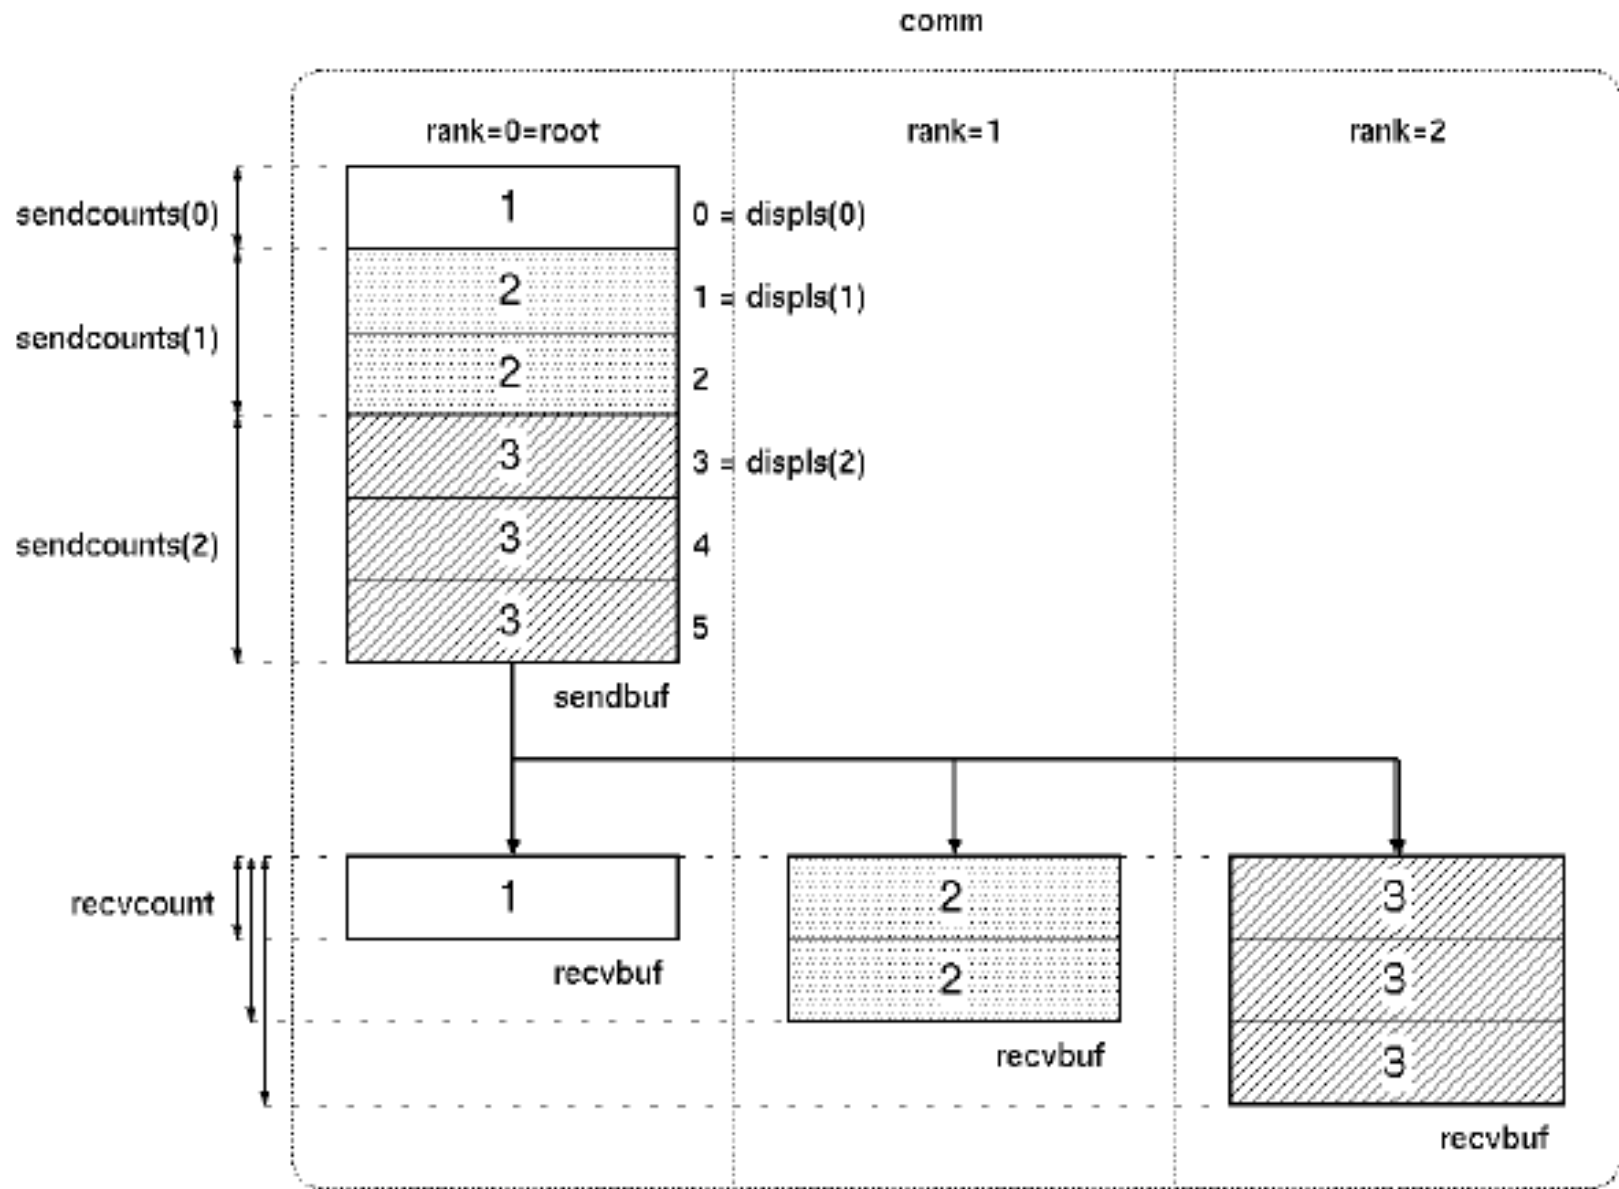 comm
rank=0=root
rank=1
rank=2
sendcounts(0)
1
0 = displs(0)
2
1 = displs(1)
sendcounts(1)
2
2
3
3 = displs(2)
sendcounts(2)
3
4
3
5
sendbuf
recvcount
1
2
3
recvbuf
2
3
recvbuf
3
recvbuf